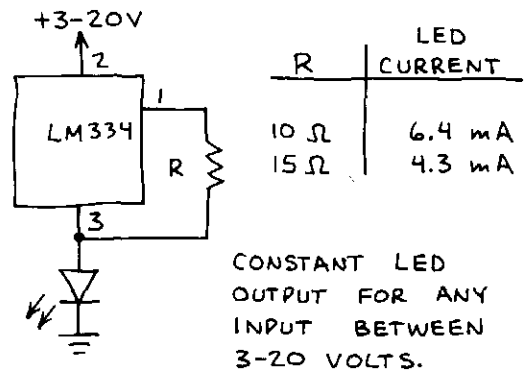 +3-20V
2
1
LM334
R
3
R
LED CURRENT
10 Ω 6.4 mA
15 Ω 4.3 mA
CONSTANT LED
OUTPUT FOR ANY
INPUT BETWEEN
3-20 VOLTS.